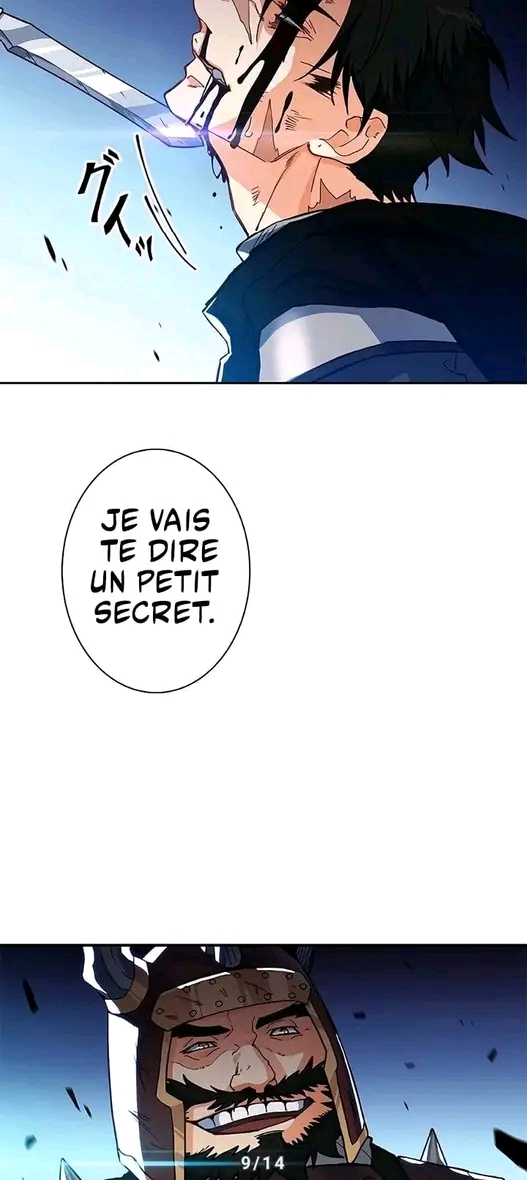 グイッ
JE VAIS
TE DIRE
UN PETIT
SECRET.
9/14